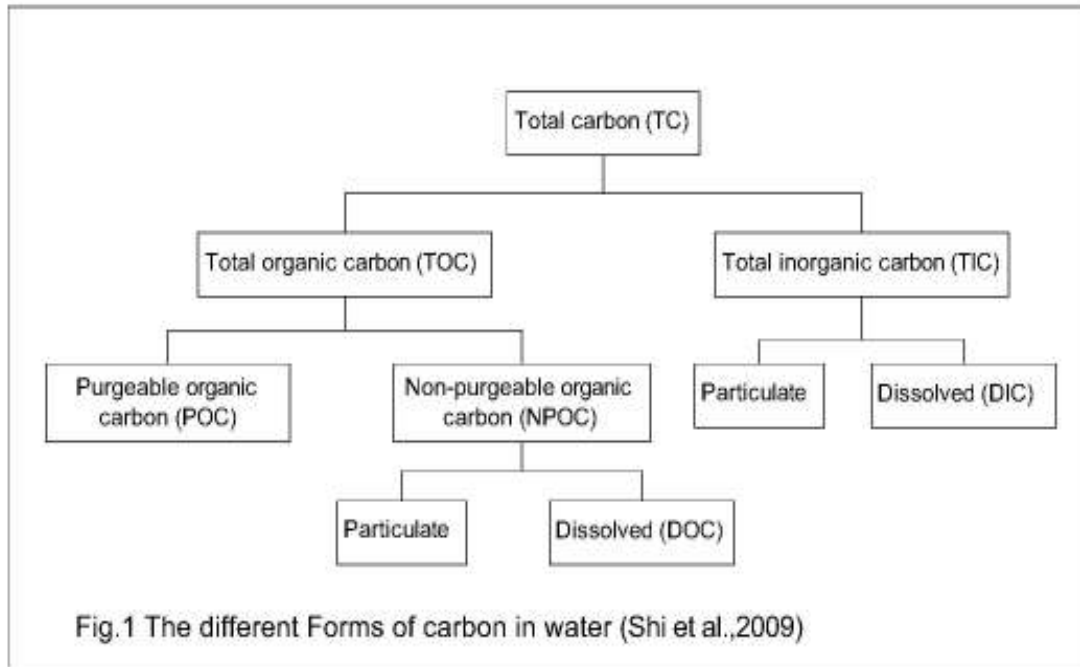 Total carbon (TC)
Total organic carbon (TOC)
Total inorganic carbon (TIC)
Purgeable organic
carbon (POC)
Non-purgeable organic
carbon (NPOC)
Particulate
Dissolved (DIC)
Particulate
Dissolved (DOC)
Fig.1 The different Forms of carbon in water (Shi et al.,2009)